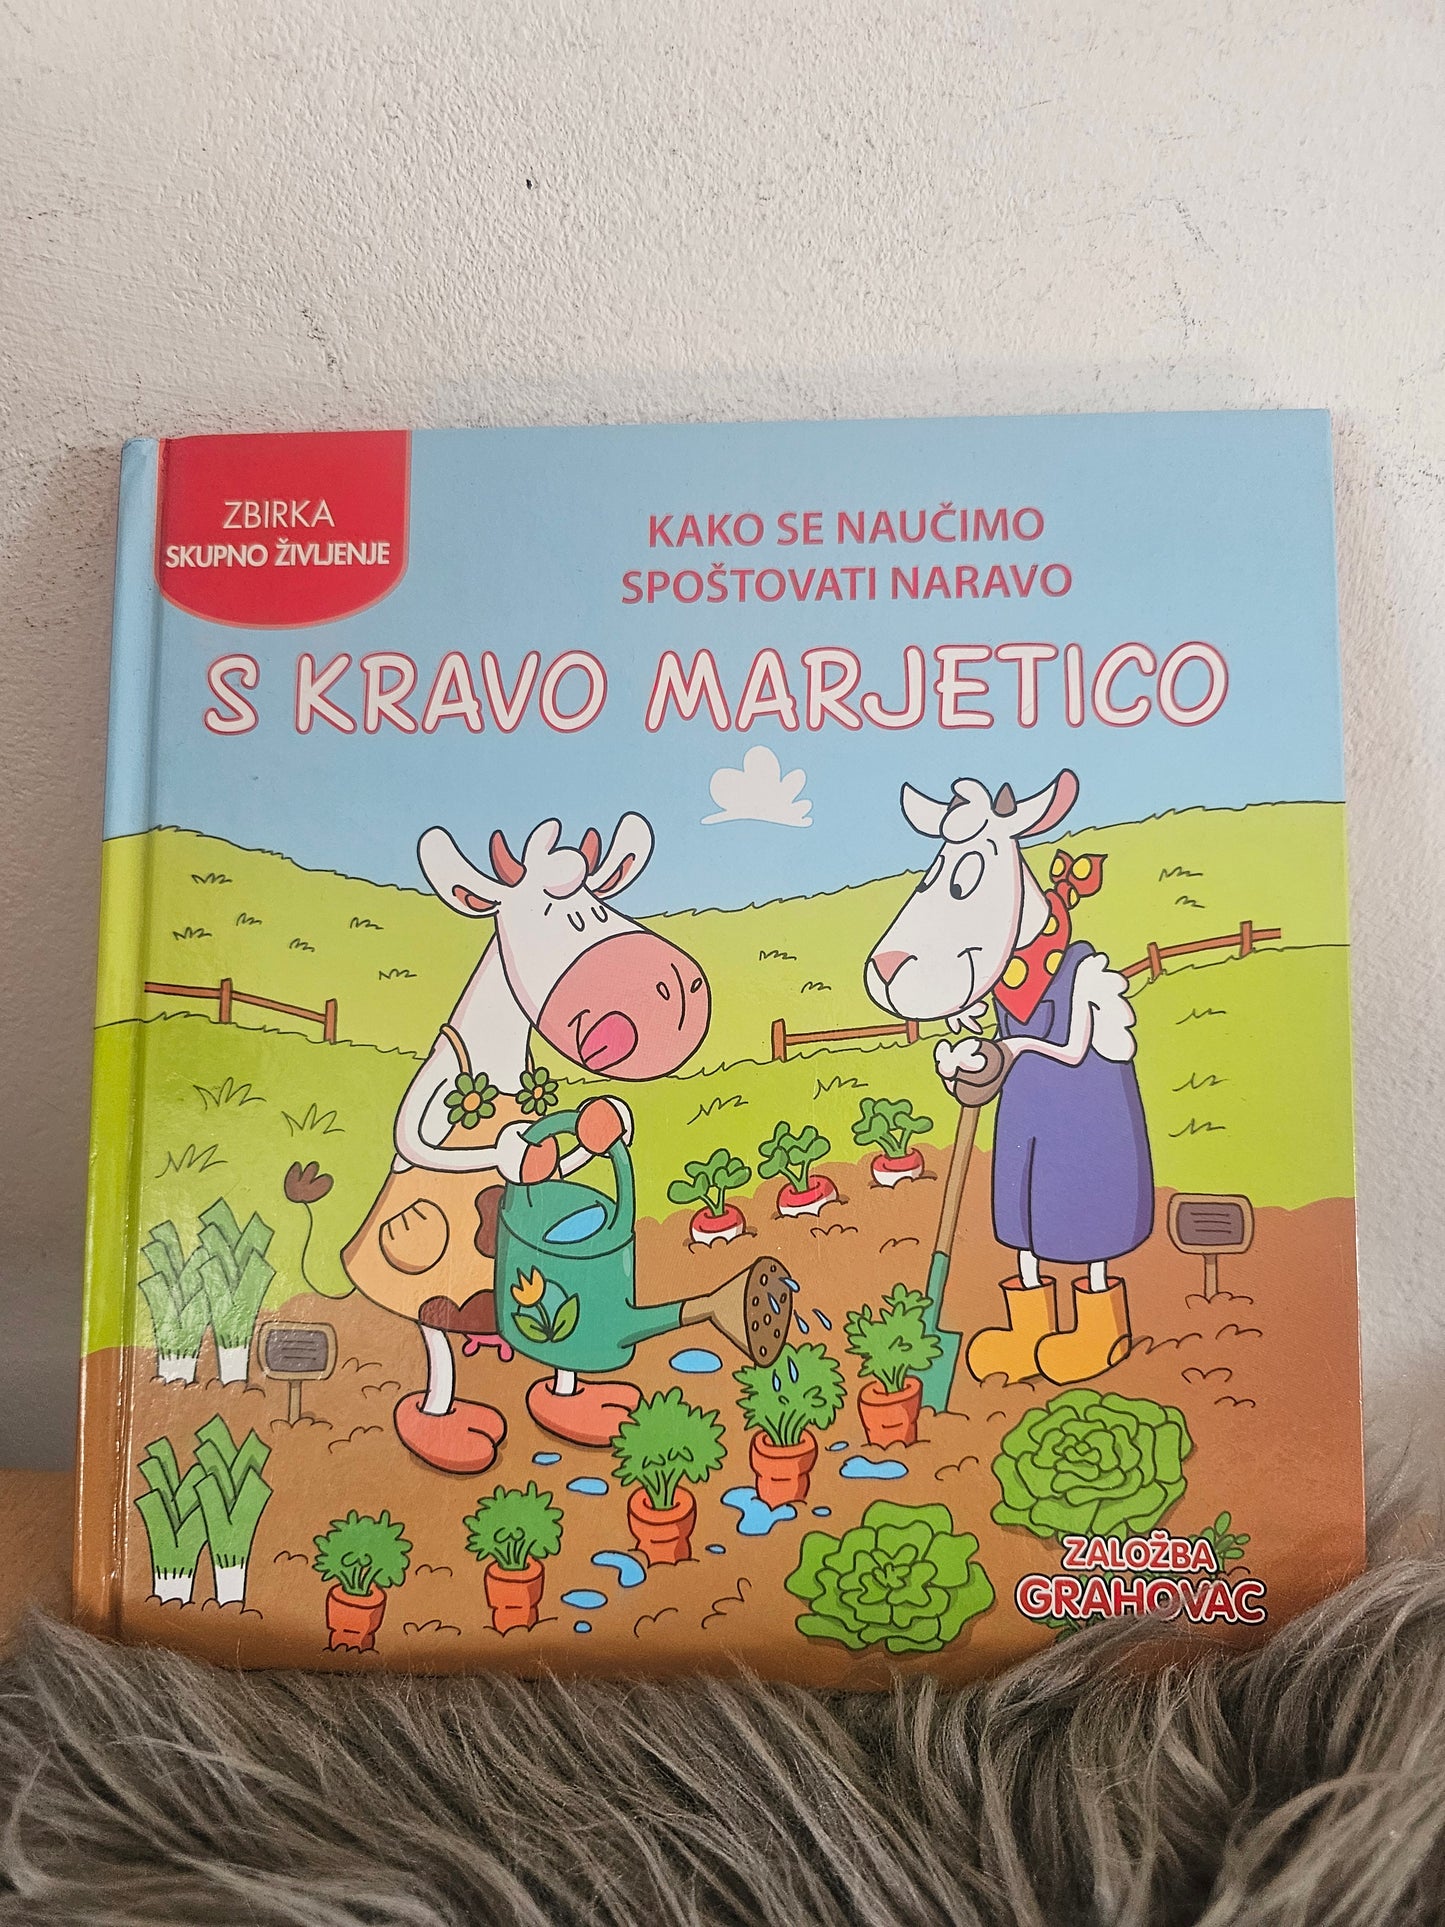 ZBIRKA
SKUPNO ŽIVLJENJE
KAKO SE NAUČIMO
SPOŠTOVATI NARAVO
S KRAVO MARJETICO
ZALOŽBA
GRAHOVAC